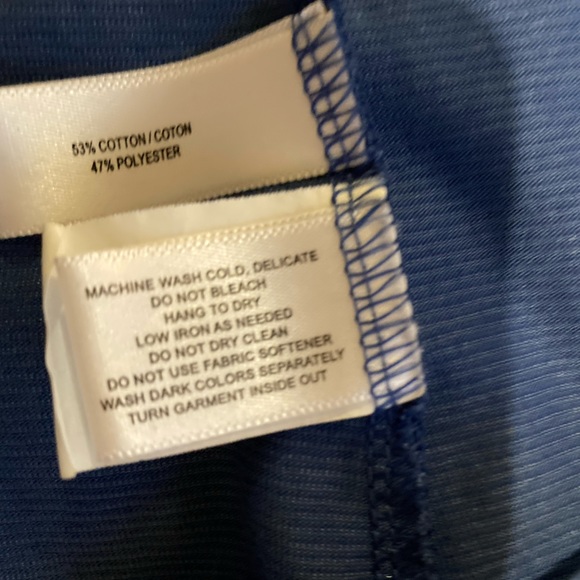 53% COTTON/COTON
47% POLYESTER
MACHINE WASH COLD, DELICATE
DO NOT BLEACH
HANG TO DRY
LOW IRON AS NEEDED
DO NOT DRY CLEAN
DO NOT USE FABRIC SOFTENER
WASH DARK COLORS SEPARATELY
TURN GARMENT INSIDE OUT